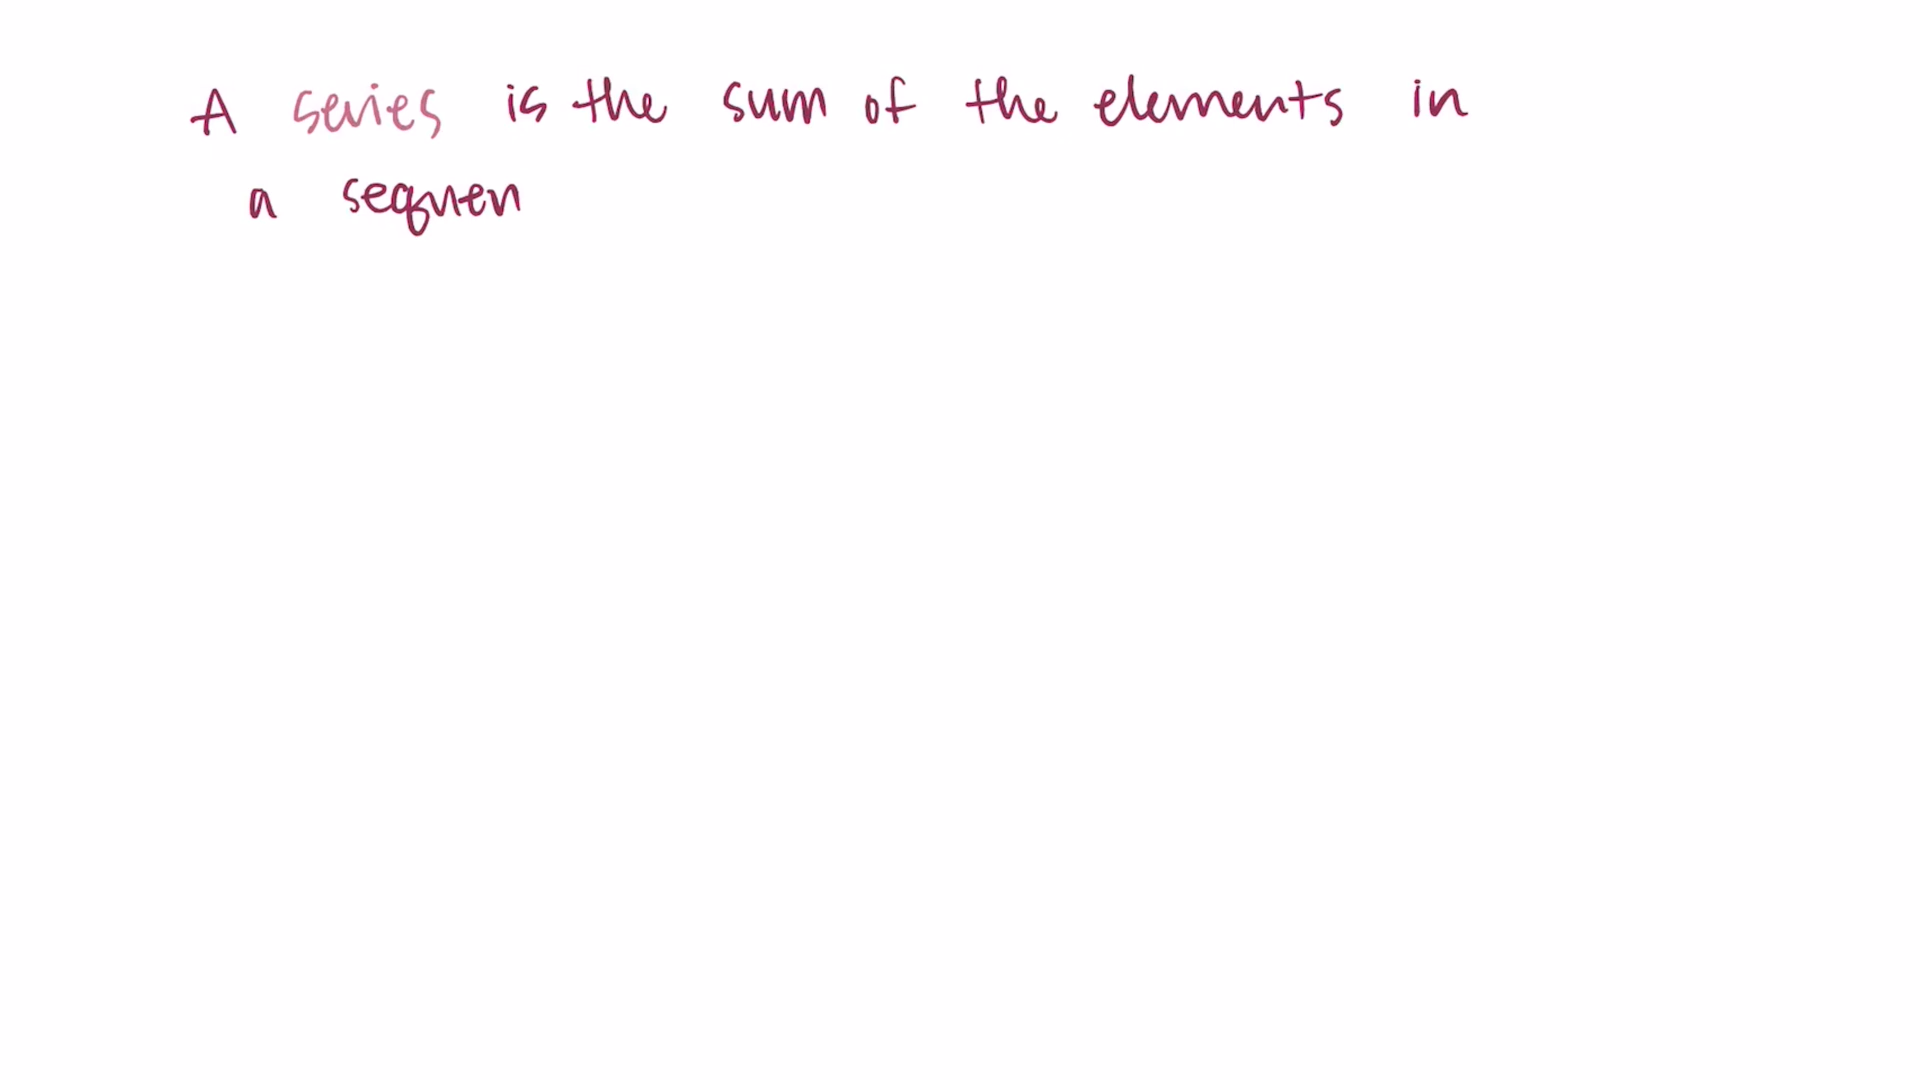 A series is the sum of the elements in
a sequen